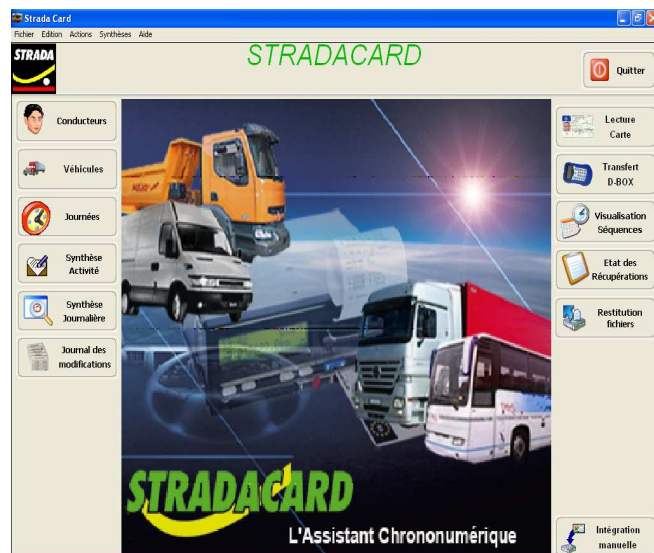 Strada Card
Fichier Edition Actions Synthèses Aide
STRADA
STRADACARD
Quitter
Conducteurs
Véhicules
Journées
Synthèse
Activité
Synthèse
Journalière
Journal des
modifications
Lecture
Carte
Transfert
D-BOX
Visualisation
Séquences
Etat des
Récupérations
Restitution
fichiers
STRADACARD
L'Assistant Chrononumérique
Intégration
manuelle